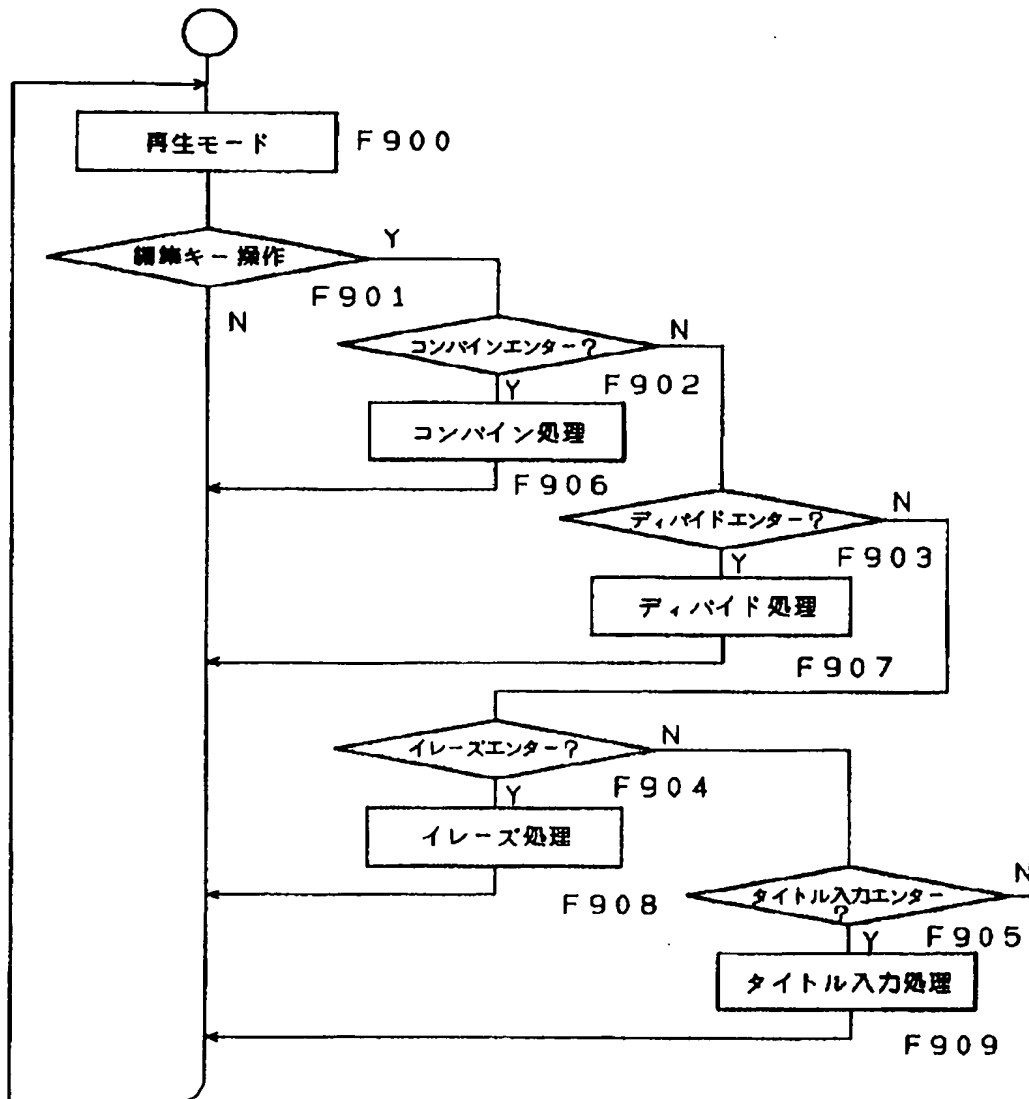 再生モード
F900
編集キー操作
Y
F901
N
コンバインエンター?
N
F902
Y
コンバイン処理
F906
ディバイドエンター?
N
F903
Y
ディバイド処理
F907
イレーズエンター?
N
F904
Y
イレーズ処理
F908
タイトル入力エンター
?
N
F905
Y
タイトル入力処理
F909